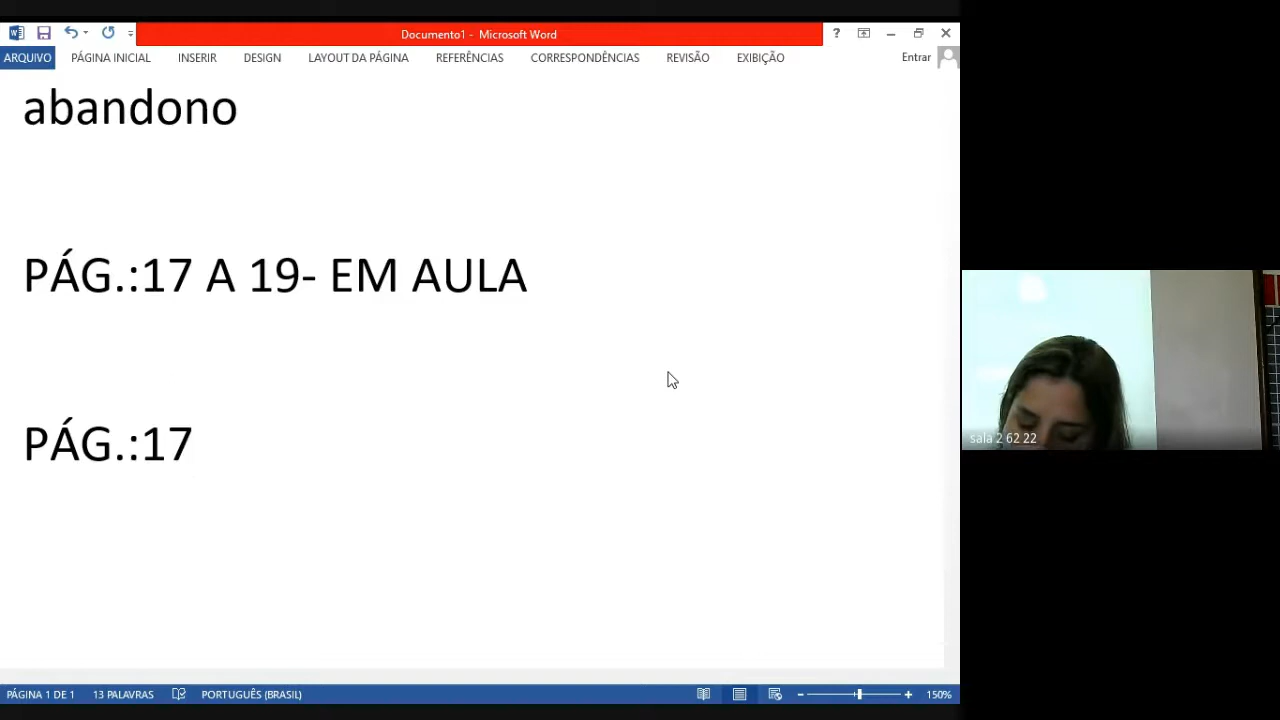 Documento1 - Microsoft Word
?
ARQUIVO PÁGINA INICIAL INSERIR DESIGN LAYOUT DA PÁGINA REFERÊNCIAS CORRESPONDÊNCIAS REVISÃO EXIBIÇÃO Entrar
abandono
PÁG.:17 A 19- EM AULA
PÁG.:17
sala 2 62 22
PÁGINA 1 DE 1 13 PALAVRAS PORTUGUÊS (BRASIL) 150%